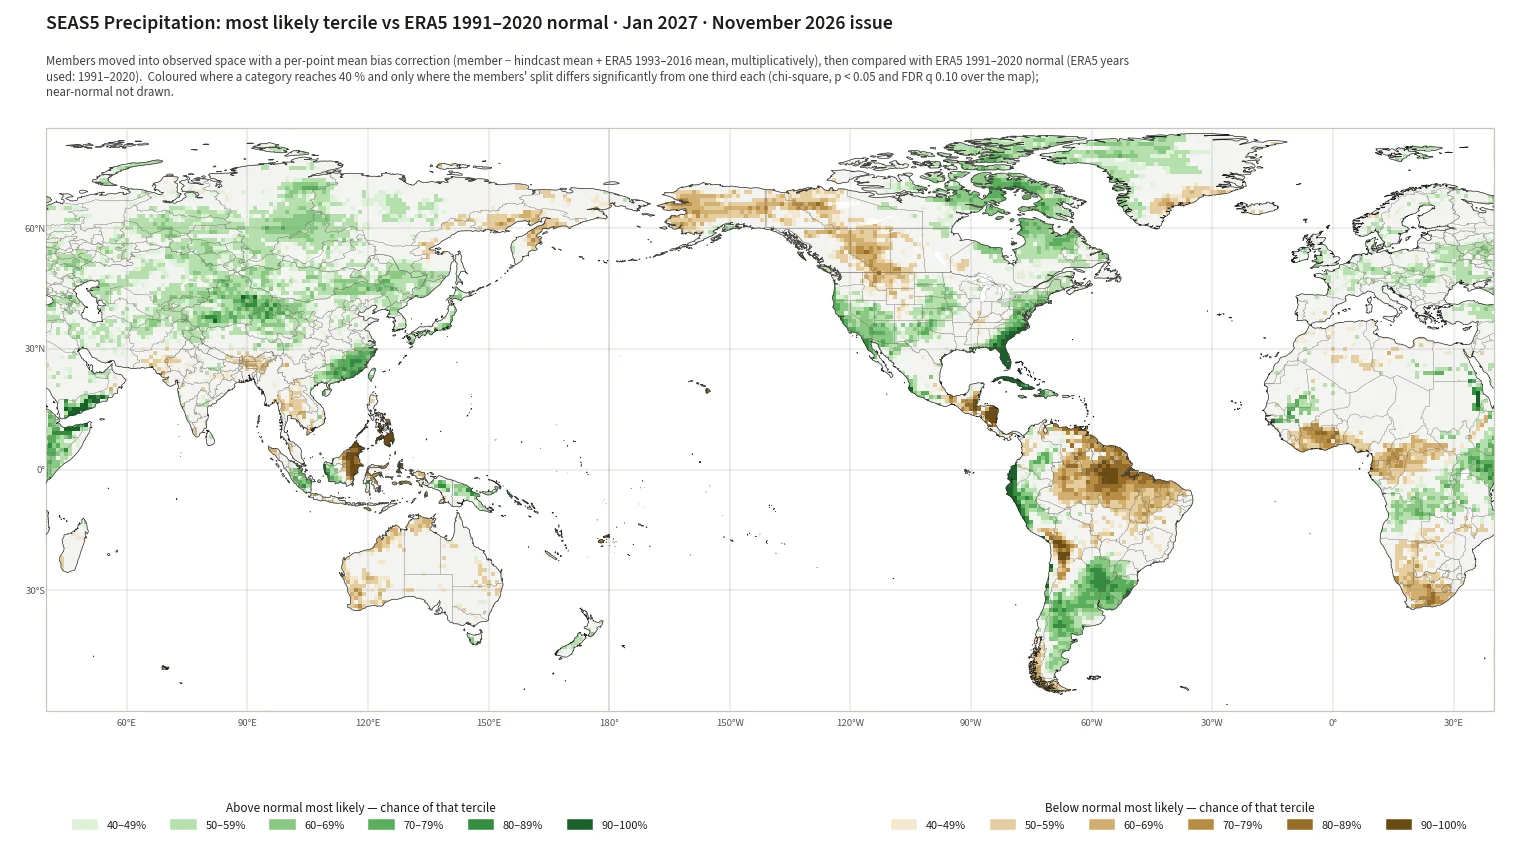 SEAS5 Precipitation: most likely tercile vs ERA5 1991–2020 normal · Jan 2027 · November 2026 issue
Members moved into observed space with a per-point mean bias correction (member − hindcast mean + ERA5 1993–2016 mean, multiplicatively), then compared with ERA5 1991–2020 normal (ERA5 years
used: 1991–2020).  Coloured where a category reaches 40 % and only where the members' split differs significantly from one third each (chi-square, p < 0.05 and FDR q 0.10 over the map);
near-normal not drawn.
60°N
30°N
0°
30°S
60°E 90°E 120°E 150°E 180° 150°W 120°W 90°W 60°W 30°W 0° 30°E
Above normal most likely — chance of that tercile
40–49% 50–59% 60–69% 70–79% 80–89% 90–100%
Below normal most likely — chance of that tercile
40–49% 50–59% 60–69% 70–79% 80–89% 90–100%